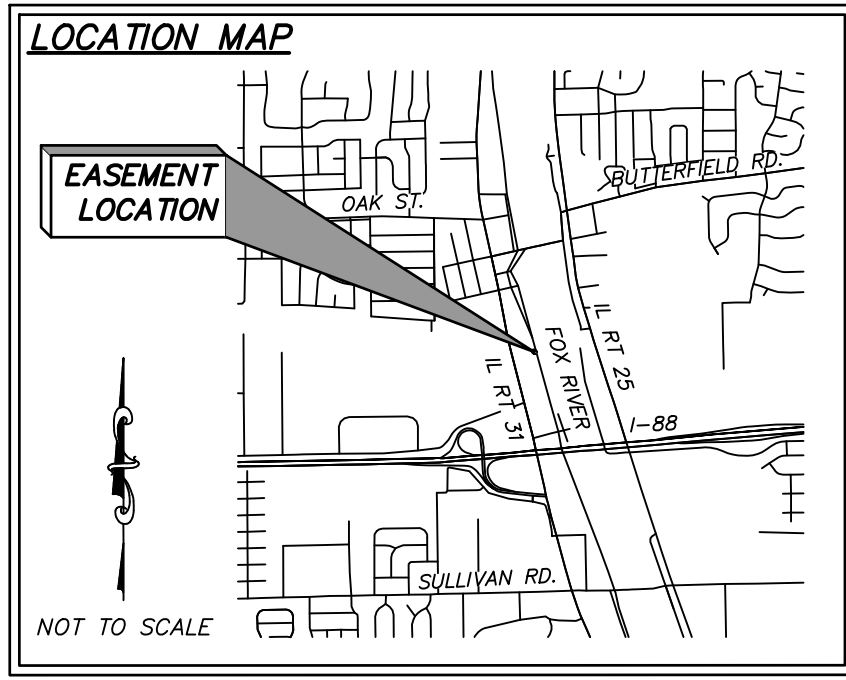 LOCATION MAP
EASEMENT
LOCATION
OAK ST.
BUTTERFIELD RD.
IL RT 25
FOX RIVER
IL RT 31
I-88
SULLIVAN RD.
NOT TO SCALE